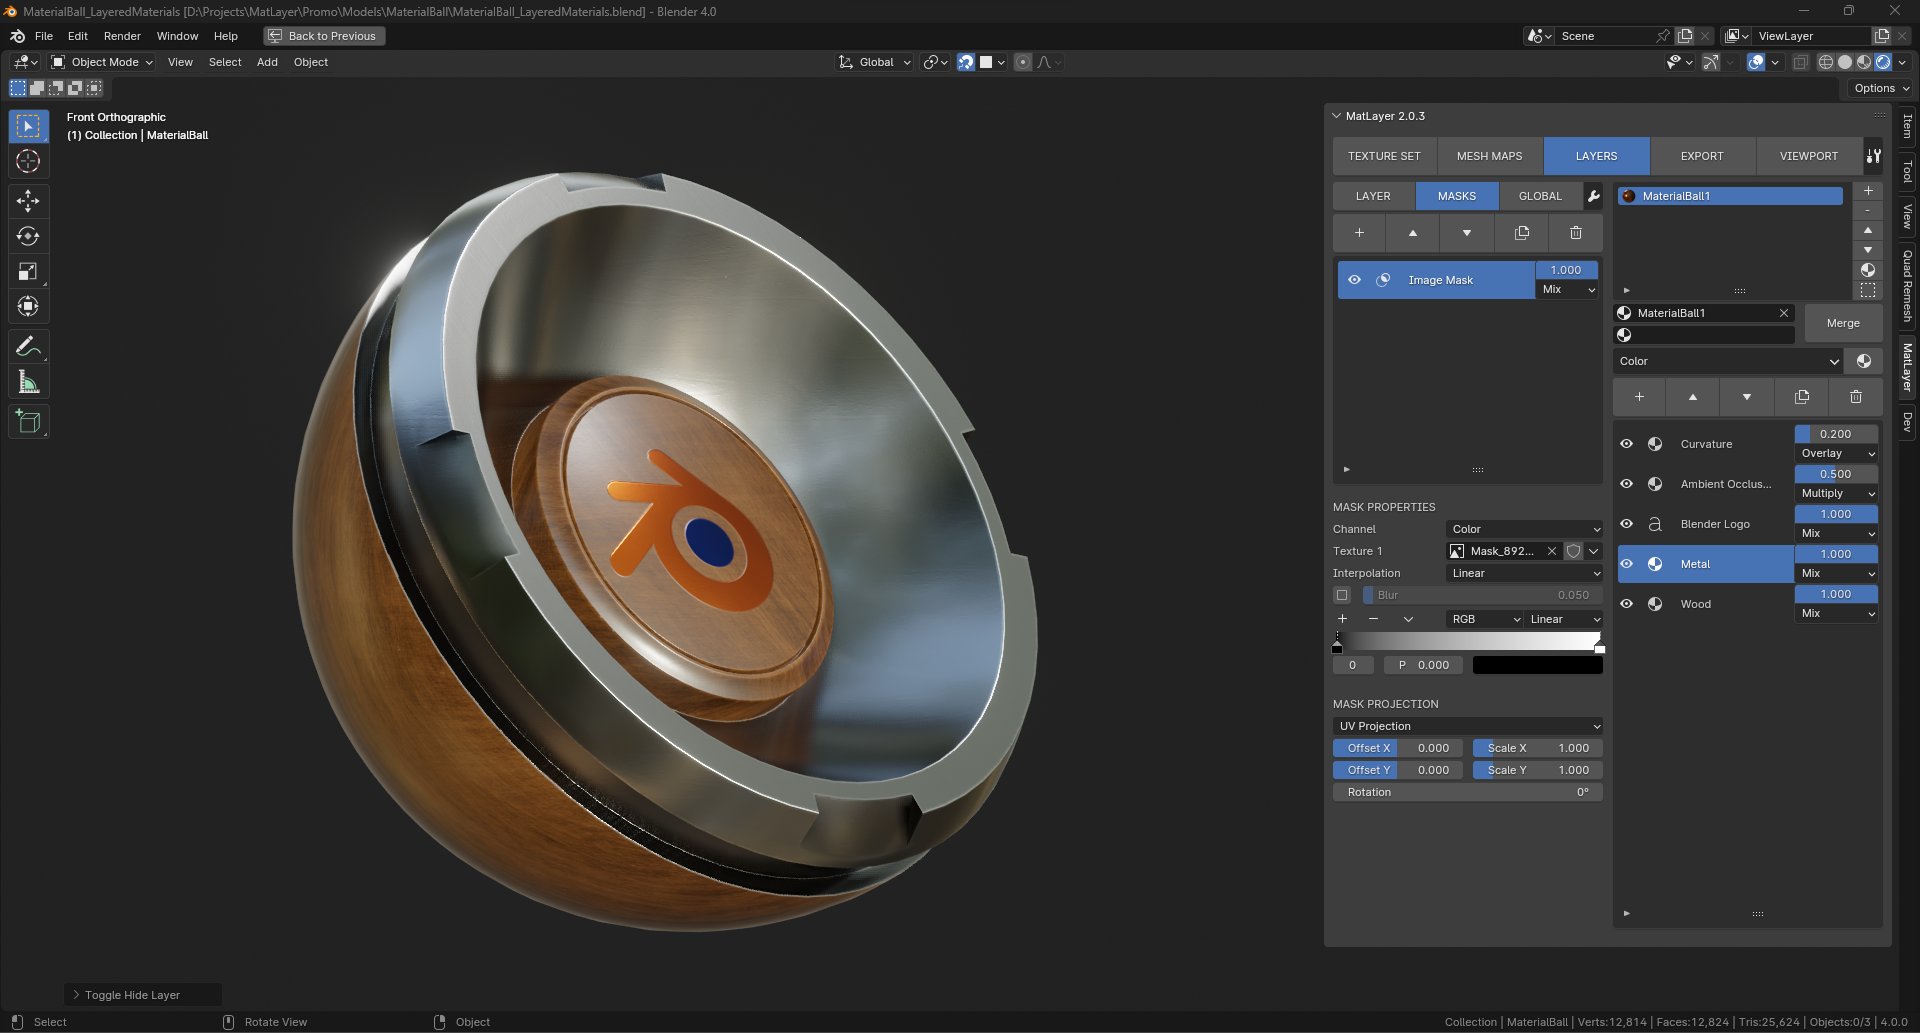 MaterialBall_LayeredMaterials [D:\Projects\MatLayer\Promo\Models\MaterialBall\MaterialBall_LayeredMaterials.blend] - Blender 4.0
File Edit Render Window Help Back to Previous
Scene ViewLayer
Object Mode View Select Add Object Global
Options
Front Orthographic
(1) Collection | MaterialBall
MatLayer 2.0.3
TEXTURE SET MESH MAPS LAYERS EXPORT VIEWPORT
LAYER MASKS GLOBAL
MaterialBall1
Image Mask
1.000
Mix
MaterialBall1
Merge
Color
Curvature
0.200
Overlay
Ambient Occlus...
0.500
Multiply
Blender Logo
1.000
Mix
Metal
1.000
Mix
Wood
1.000
Mix
MASK PROPERTIES
Channel Color
Texture 1 Mask_892...
Interpolation Linear
Blur 0.050
RGB Linear
0 P 0.000
MASK PROJECTION
UV Projection
Offset X 0.000 Scale X 1.000
Offset Y 0.000 Scale Y 1.000
Rotation 0°
Item
Tool
View
Quad Remesh
MatLayer
Dev
Toggle Hide Layer
Select Rotate View Object
Collection | MaterialBall | Verts:12,814 | Faces:12,824 | Tris:25,624 | Objects:0/3 | 4.0.0